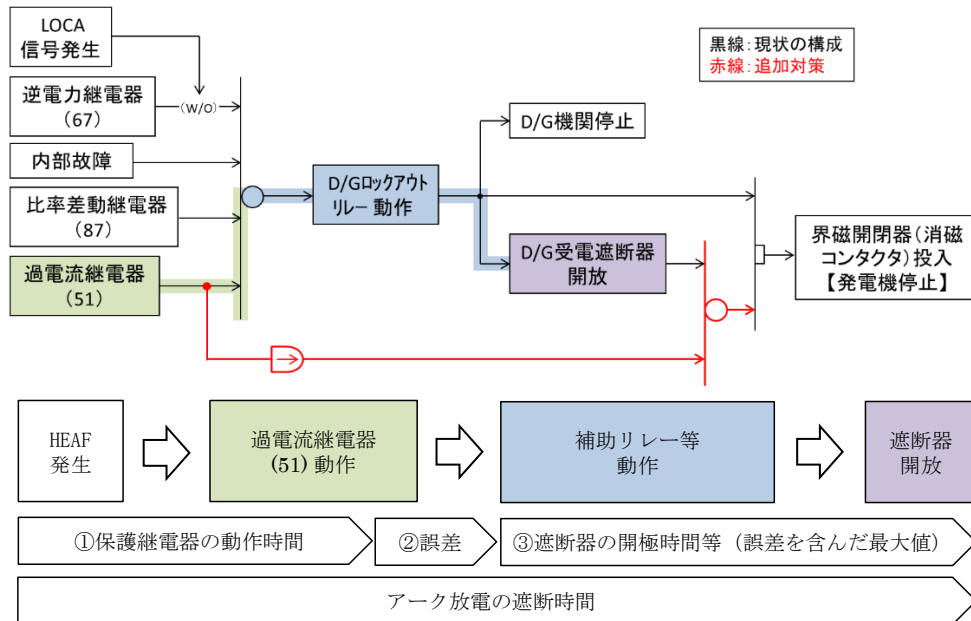 LOCA
信号発生
逆電力継電器
(67)
(W/O)
内部故障
比率差動継電器
(87)
過電流継電器
(51)
D/Gロックアウト
リレー動作
D/G機関停止
D/G受電遮断器
開放
黒線:現状の構成
赤線:追加対策
界磁開閉器(消磁
コンタクタ)投入
【発電機停止】
HEAF
発生
過電流継電器
(51)動作
補助リレー等
動作
遮断器
開放
①保護継電器の動作時間
②誤差
③遮断器の開極時間等(誤差を含んだ最大値)
アーク放電の遮断時間